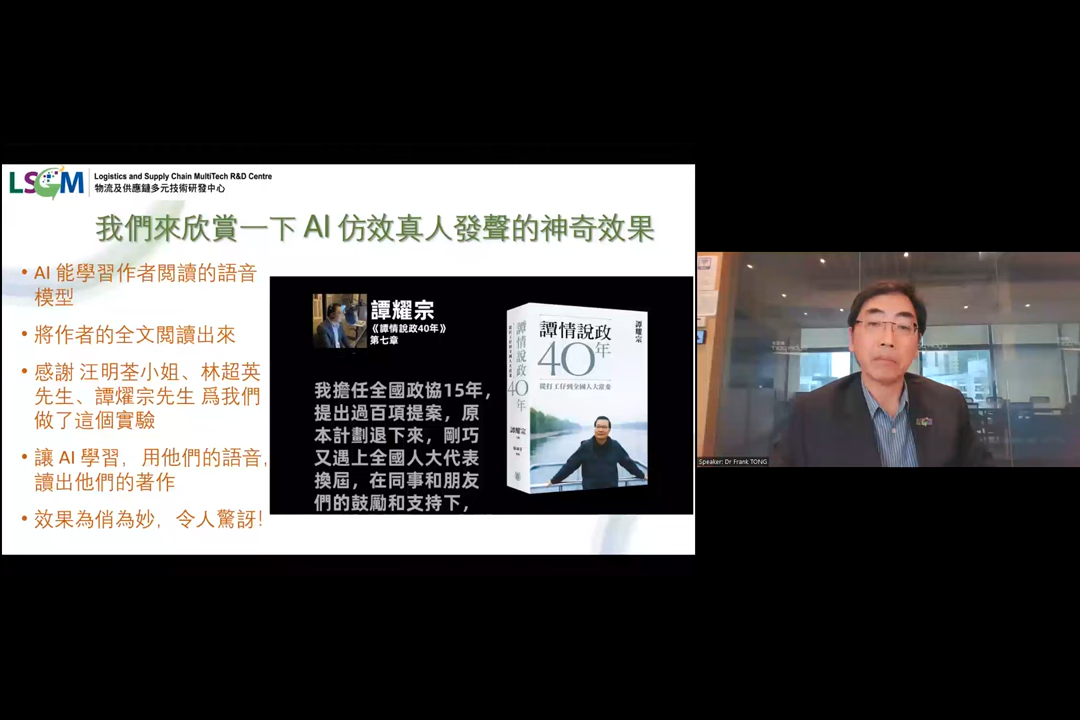 LSCM
Logistics and Supply Chain MultiTech R&D Centre
物流及供應鏈多元技術研發中心
我們來欣賞一下 AI 仿效真人發聲的神奇效果
• AI 能學習作者閱讀的語音
模型
• 將作者的全文閱讀出來
• 感謝 汪明荃小姐、林超英
先生、譚燿宗先生 爲我們
做了這個實驗
• 讓 AI 學習，用他們的語音，
讀出他們的著作
• 效果為俏為妙，令人驚訝!
譚耀宗
《譚情說政40年》
第七章
我擔任全國政協15年，
提出過百項提案，原
本計劃退下來，剛巧
又遇上全國人大代表
換屆，在同事和朋友
們的鼓勵和支持下，
譚情說政
40年
譚耀宗
從打工仔到全國人大常委
譚情說政40年
譚耀宗
Speaker: Dr Frank TONG